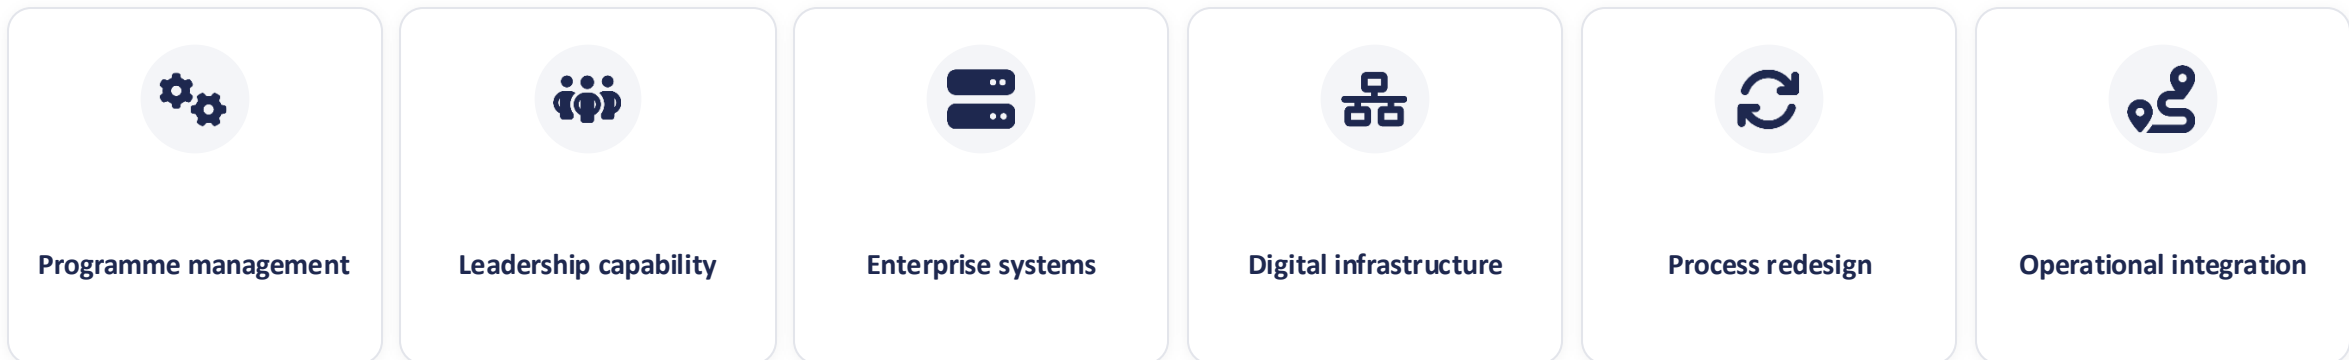 Programme management
Leadership capability
Enterprise systems
Digital infrastructure
Process redesign
Operational integration